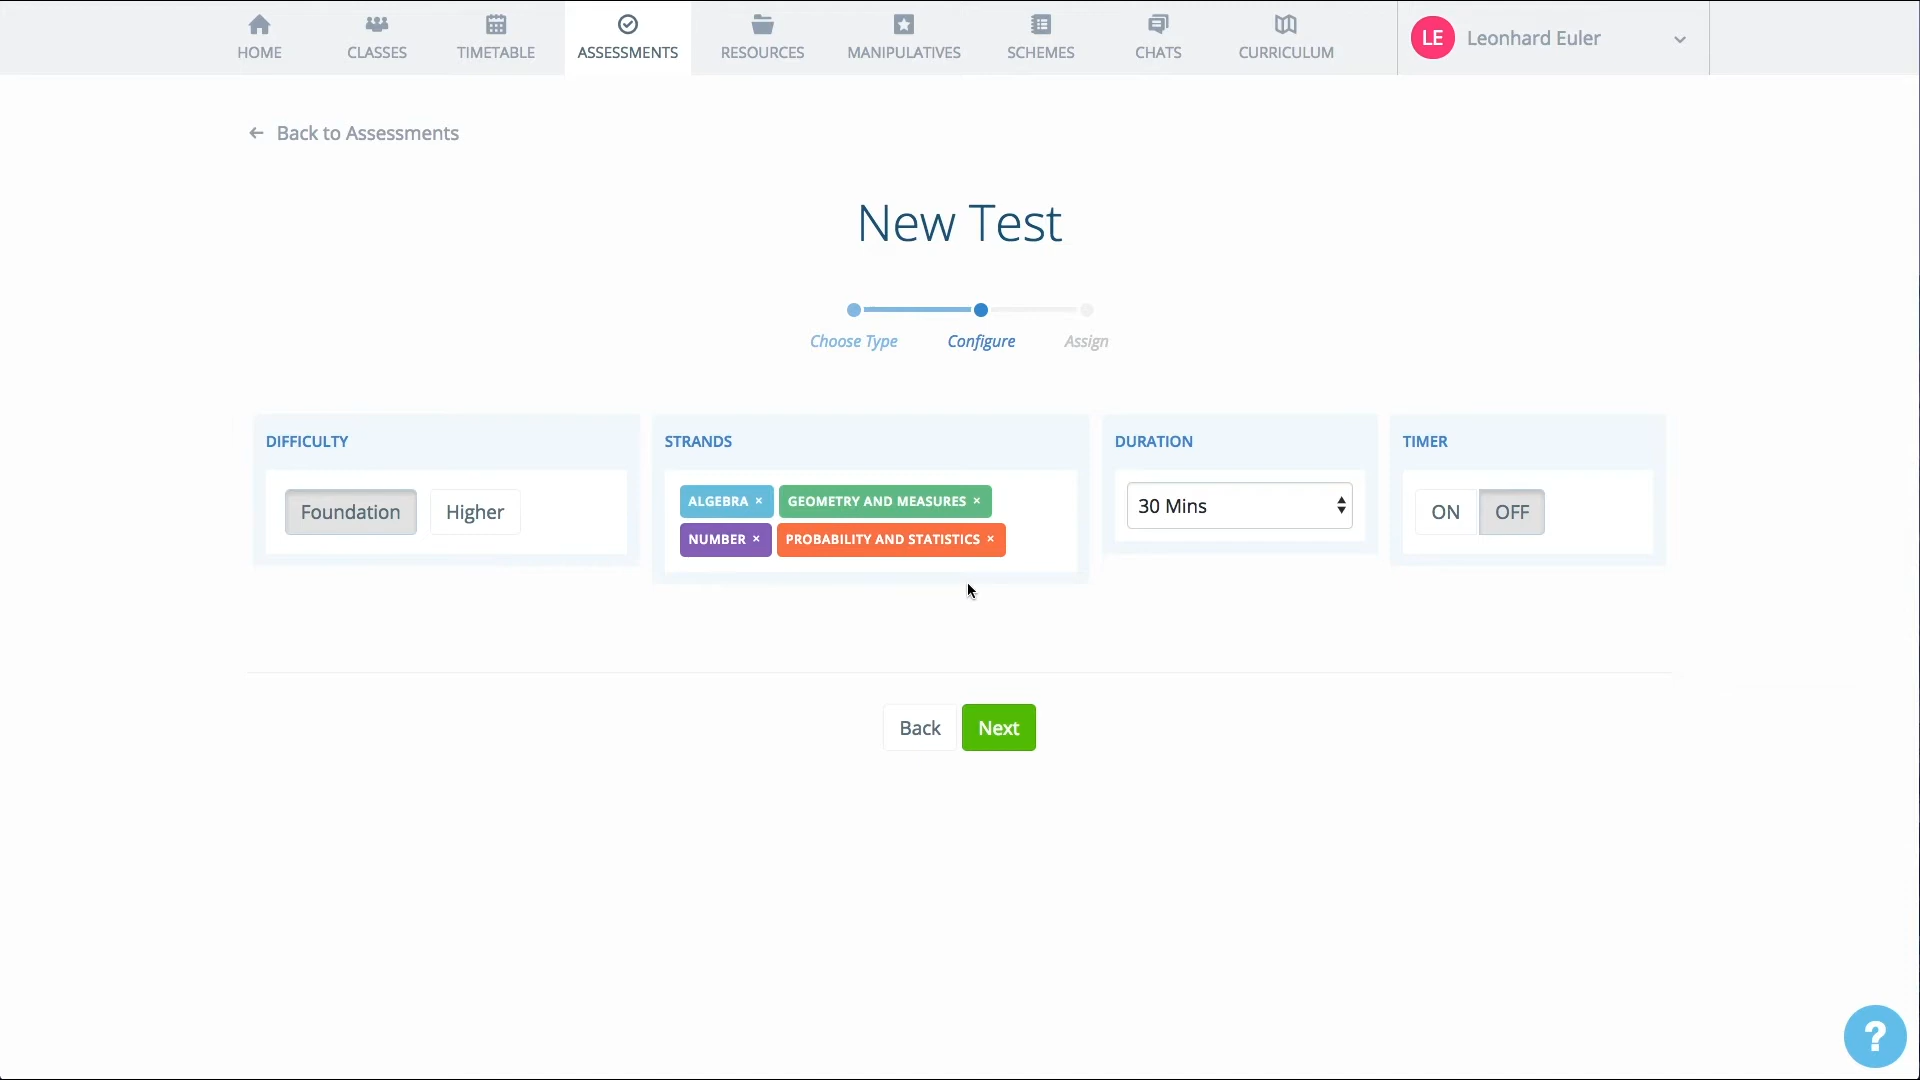 HOME CLASSES TIMETABLE ASSESSMENTS RESOURCES MANIPULATIVES SCHEMES CHATS CURRICULUM LE Leonhard Euler
← Back to Assessments
New Test
Choose Type Configure Assign
DIFFICULTY STRANDS DURATION TIMER
Foundation Higher
ALGEBRA × GEOMETRY AND MEASURES ×
NUMBER × PROBABILITY AND STATISTICS ×
30 Mins
ON OFF
Back Next
?